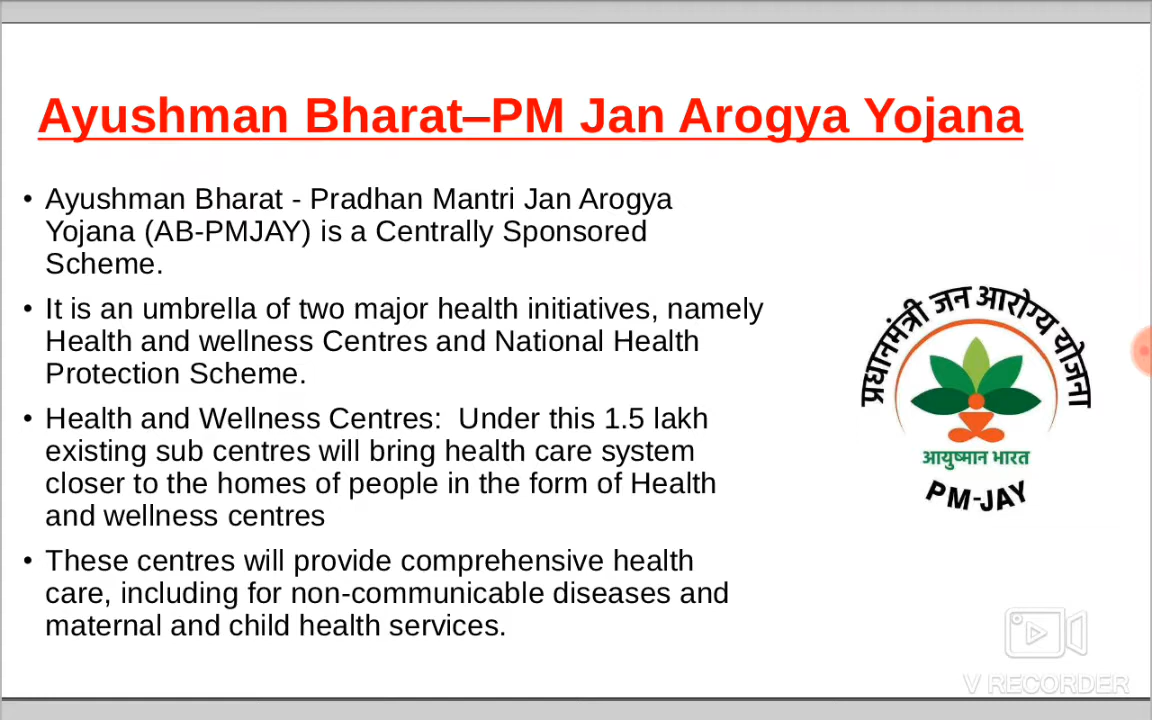 Ayushman Bharat–PM Jan Arogya Yojana
• Ayushman Bharat - Pradhan Mantri Jan Arogya
Yojana (AB-PMJAY) is a Centrally Sponsored
Scheme.
• It is an umbrella of two major health initiatives, namely
Health and wellness Centres and National Health
Protection Scheme.
• Health and Wellness Centres:  Under this 1.5 lakh
existing sub centres will bring health care system
closer to the homes of people in the form of Health
and wellness centres
• These centres will provide comprehensive health
care, including for non-communicable diseases and
maternal and child health services.
प्रधानमंत्री जन आरोग्य योजना
आयुष्मान भारत
PM-JAY
V RECORDER